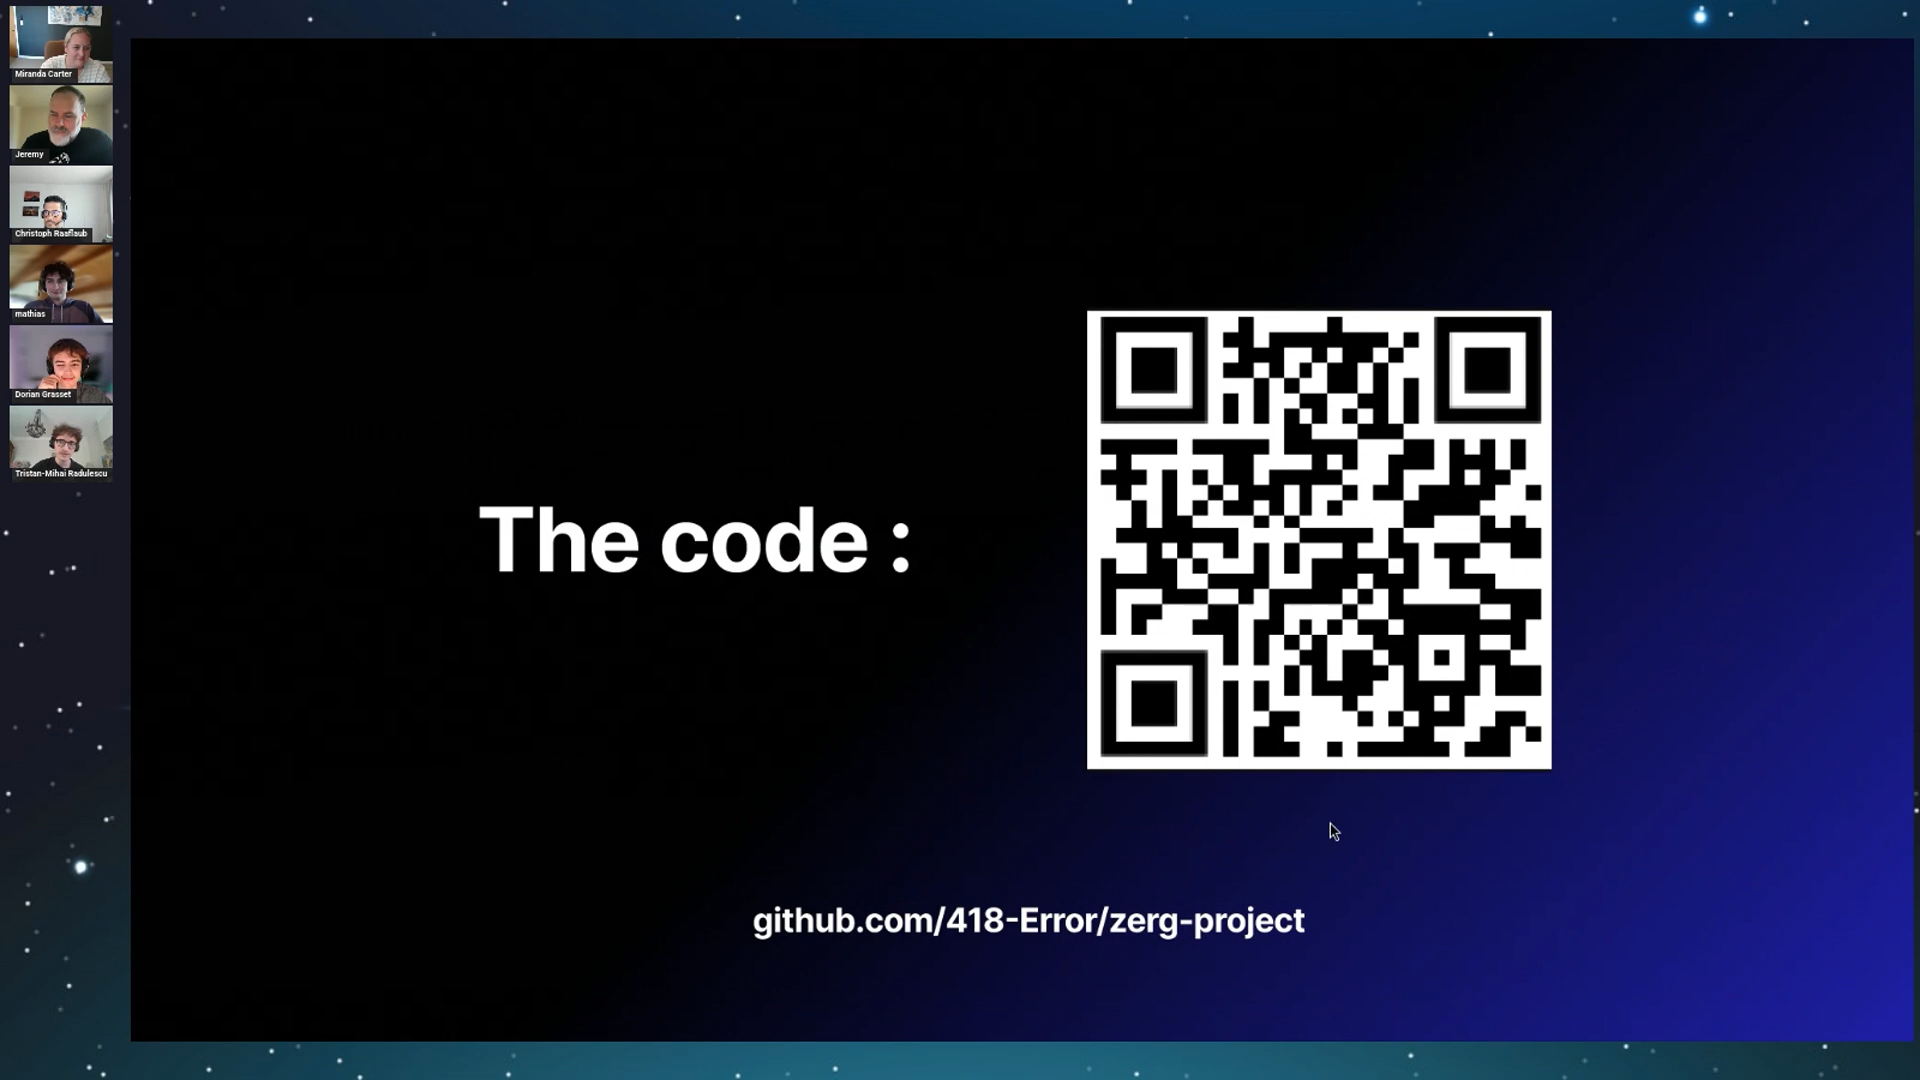 Miranda Carter
Jeremy
Christoph Raaflaub
mathias
Dorian Grasset
Tristan-Mihai Radulescu
The code :
github.com/418-Error/zerg-project